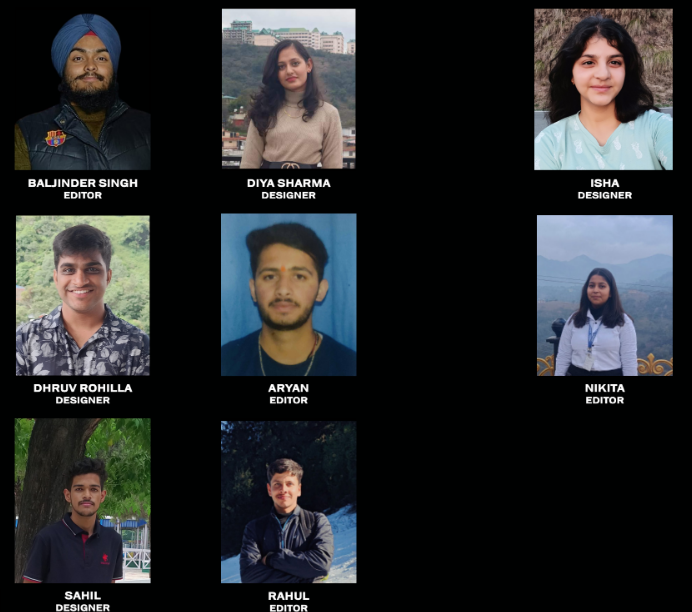 BALJINDER SINGH
EDITOR
DIYA SHARMA
DESIGNER
ISHA
DESIGNER
DHRUV ROHILLA
DESIGNER
ARYAN
EDITOR
NIKITA
EDITOR
SAHIL
DESIGNER
RAHUL
EDITOR